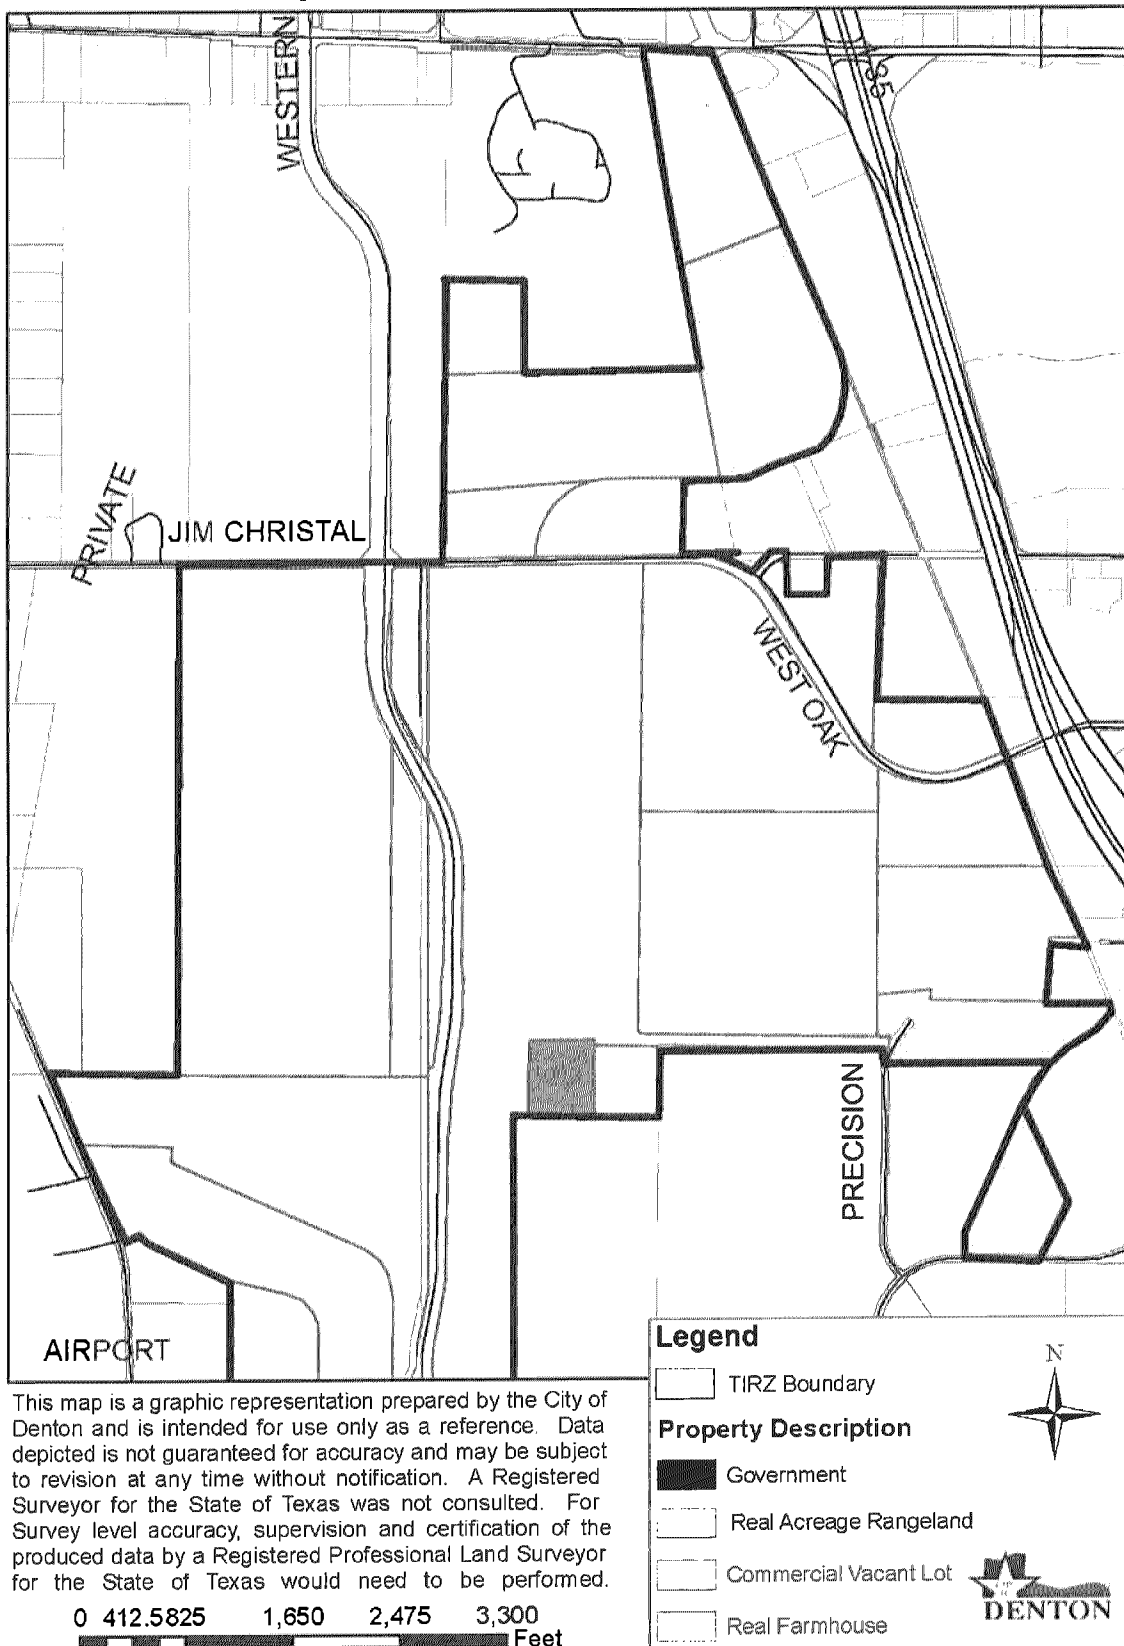 WESTERN
35
PRIVATE
JIM CHRISTAL
WEST OAK
PRECISION
AIRPORT
This map is a graphic representation prepared by the City of
Denton and is intended for use only as a reference. Data
depicted is not guaranteed for accuracy and may be subject
to revision at any time without notification. A Registered
Surveyor for the State of Texas was not consulted. For
Survey level accuracy, supervision and certification of the
produced data by a Registered Professional Land Surveyor
for the State of Texas would need to be performed.
0 412.5825 1,650 2,475 3,300
Feet
Legend
TIRZ Boundary
Property Description
Government
Real Acreage Rangeland
Commercial Vacant Lot
Real Farmhouse
N
DENTON